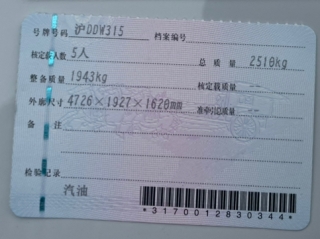 号牌号码 沪DDW315 档案编号
核定载人数 5人 总质量 2510kg
整备质量 1943kg 核定载质量 --
外廓尺寸 4726×1927×1620mm 准牵引总质量 --
备注
检验记录
汽油
*3170012830344*